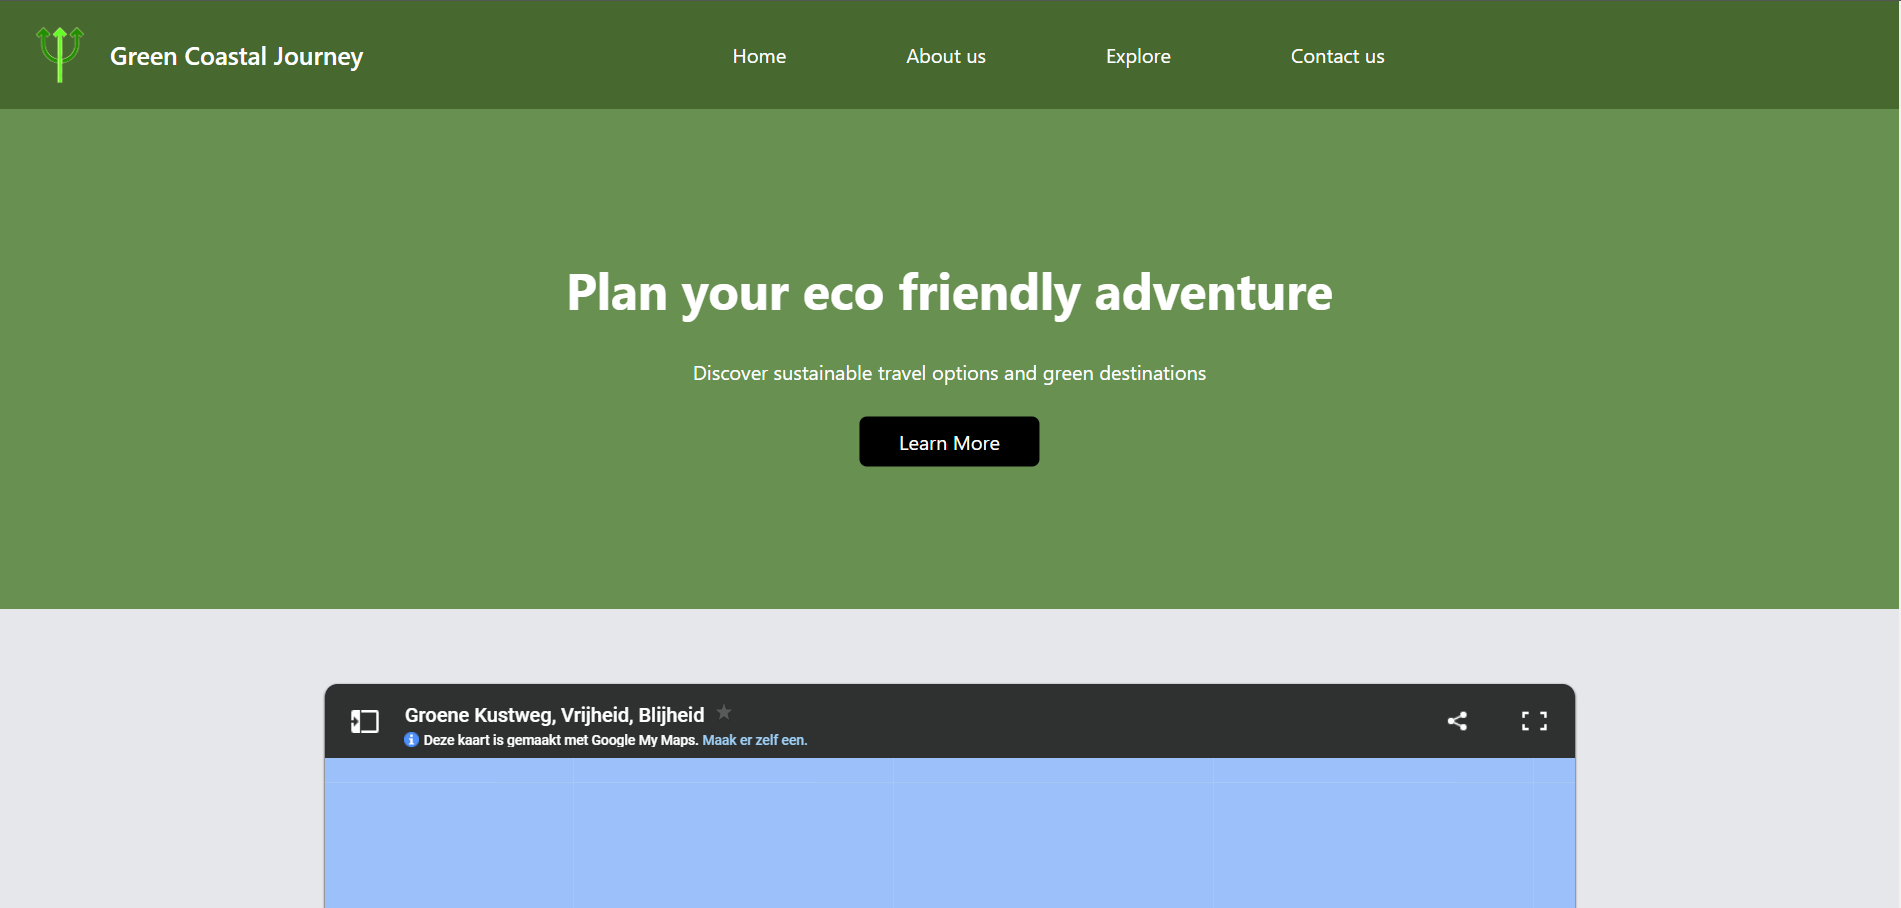 Green Coastal Journey
Home
About us
Explore
Contact us
Plan your eco friendly adventure
Discover sustainable travel options and green destinations
Learn More
Groene Kustweg, Vrijheid, Blijheid
Deze kaart is gemaakt met Google My Maps. Maak er zelf een.